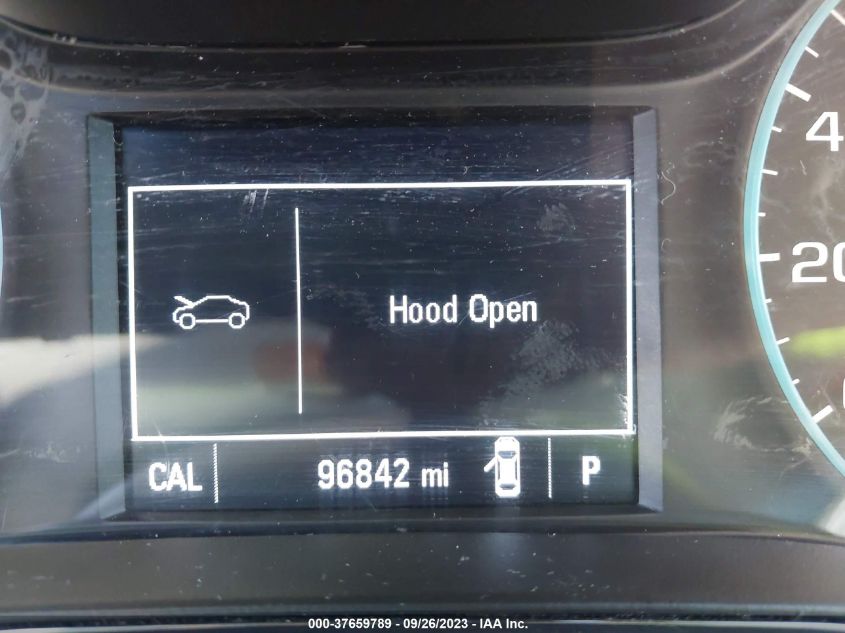 4
20
Hood Open
CAL 96842 mi P
000-37659789 - 09/26/2023 - IAA Inc.